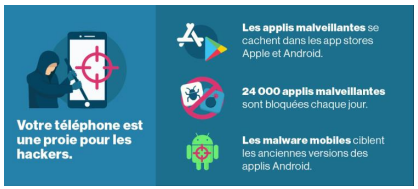 Votre téléphone est
une proie pour les
hackers.
Les applis malveillantes se
cachent dans les app stores
Apple et Android.
24 000 applis malveillantes
sont bloquées chaque jour.
Les malware mobiles ciblent
les anciennes versions des
applis Android.